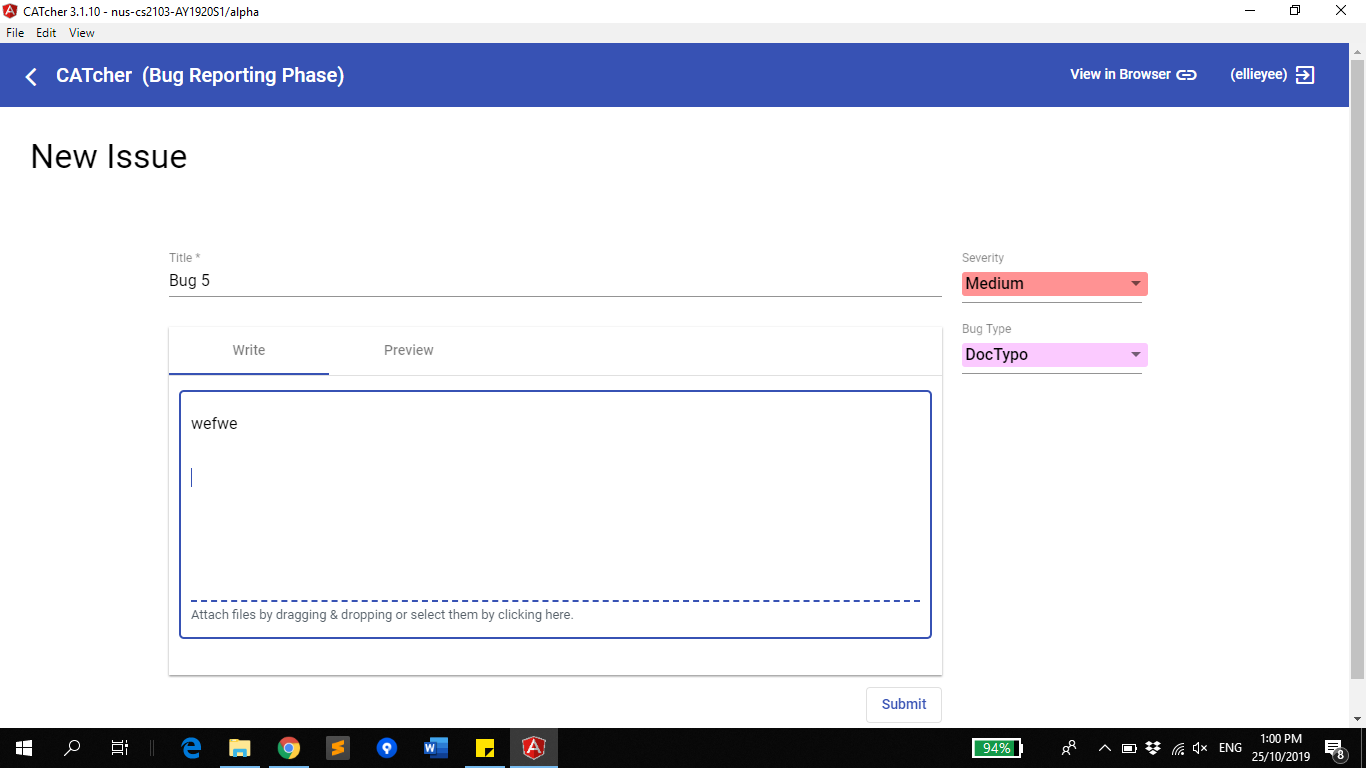 CATcher 3.1.10 - nus-cs2103-AY1920S1/alpha
File Edit View
CATcher (Bug Reporting Phase)
View in Browser
(ellieyee)
New Issue
Title *
Bug 5
Severity
Medium
Bug Type
DocTypo
Write
Preview
wefwe
Attach files by dragging & dropping or select them by clicking here.
Submit
94%
ENG
1:00 PM
25/10/2019
8